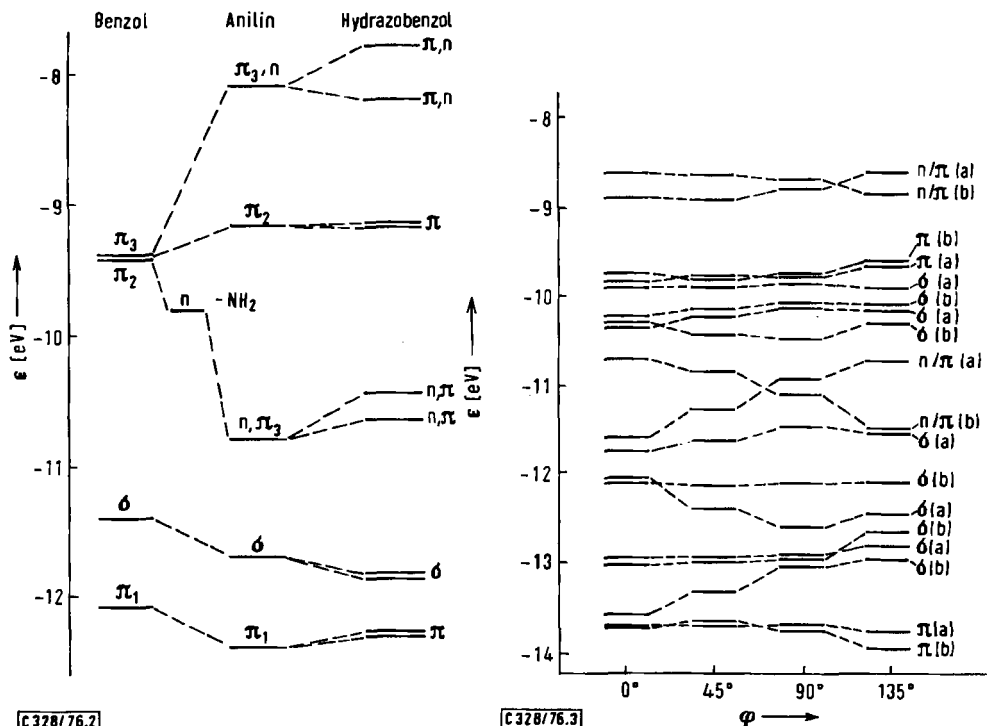 Benzol Anilin Hydrazobenzol
-8
-9
-10
-11
-12
ε [eV]
π₃
π₂
n
-NH₂
σ
π₁
π₃,n
π₂
n,π₃
σ
π₁
π,n
π,n
π
n,π
n,π
σ
π
C328/76.2
-8
-9
-10
-11
-12
-13
-14
ε [eV]
n/π(a)
n/π(b)
π(b)
π(a)
σ(a)
σ(b)
σ(a)
σ(b)
n/π(a)
n/π(b)
σ(a)
σ(b)
σ(a)
σ(b)
σ(a)
σ(b)
π(a)
π(b)
0° 45° 90° 135°
φ
C328/76.3